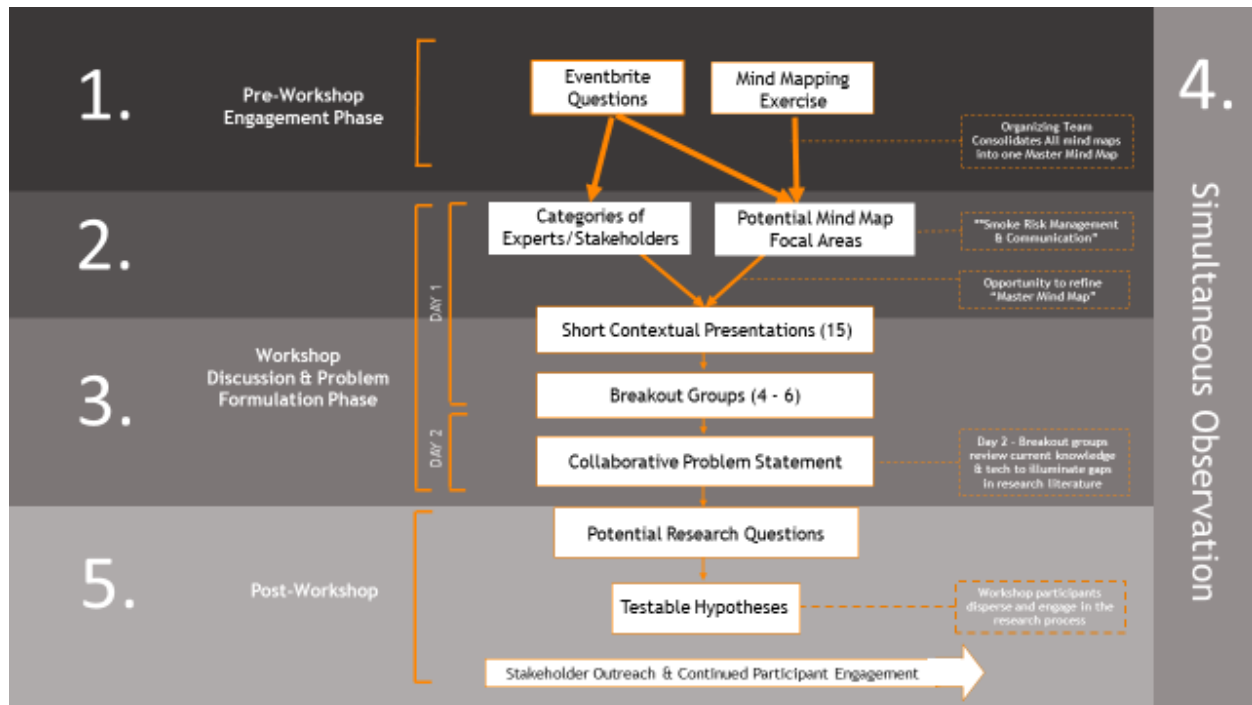 1.
Pre-Workshop
Engagement Phase
Eventbrite
Questions
Mind Mapping
Exercise
Organizing Team
Consolidates All mind maps
into one Master Mind Map
4.
Simultaneous Observation
2.
DAY 1
Categories of
Experts/Stakeholders
Potential Mind Map
Focal Areas
""Smoke Risk Management
& Communication"
Opportunity to refine
"Master Mind Map"
3.
Workshop
Discussion & Problem
Formulation Phase
Short Contextual Presentations (15)
Breakout Groups (4 - 6)
DAY 2
Collaborative Problem Statement
Day 2 - Breakout groups
review current knowledge
& tech to illuminate gaps
in research literature
5.
Post-Workshop
Potential Research Questions
Testable Hypotheses
Workshop participants
disperse and engage in the
research process
Stakeholder Outreach & Continued Participant Engagement